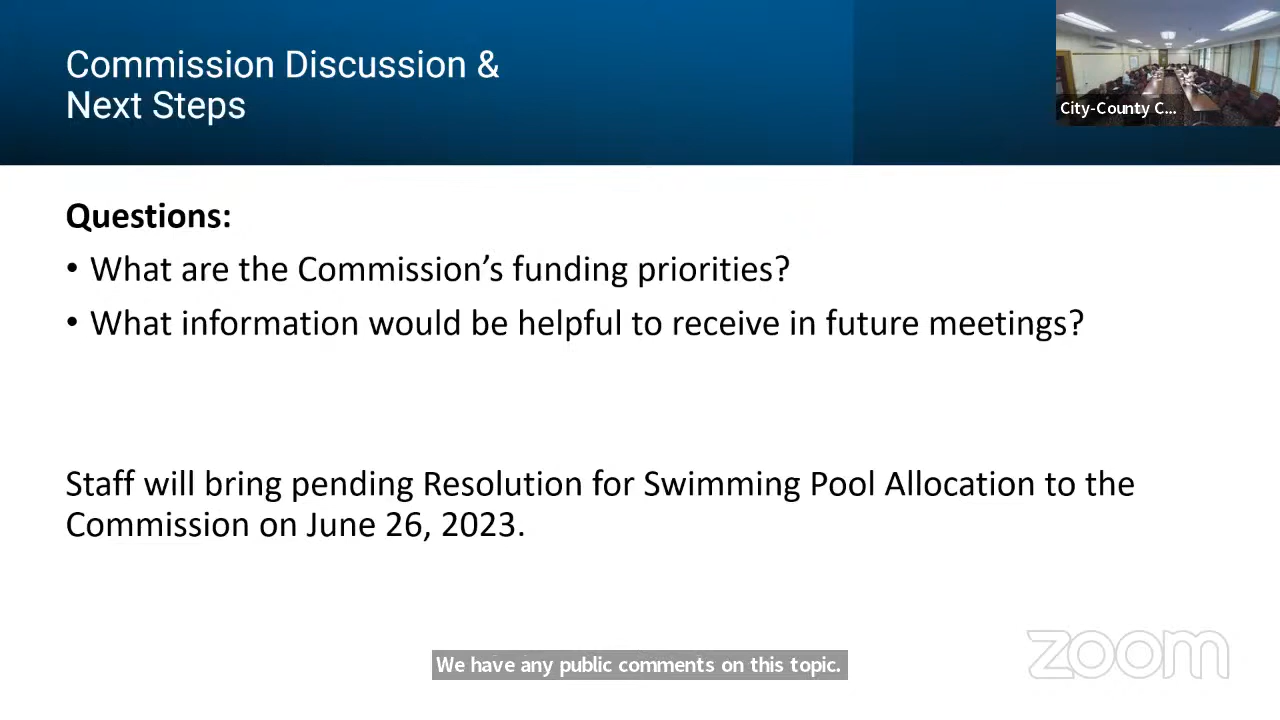 Commission Discussion &
Next Steps
City-County C...
Questions:
• What are the Commission’s funding priorities?
• What information would be helpful to receive in future meetings?
Staff will bring pending Resolution for Swimming Pool Allocation to the
Commission on June 26, 2023.
We have any public comments on this topic.
zoom